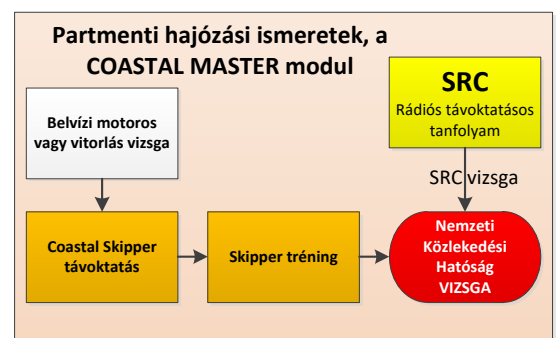 Partmenti hajózási ismeretek, a
COASTAL MASTER modul
SRC
Rádiós távoktatásos
tanfolyam
Belvízi motoros
vagy vitorlás vizsga
SRC vizsga
Coastal Skipper
távoktatás
Skipper tréning
Nemzeti
Közlekedési
Hatóság
VIZSGA